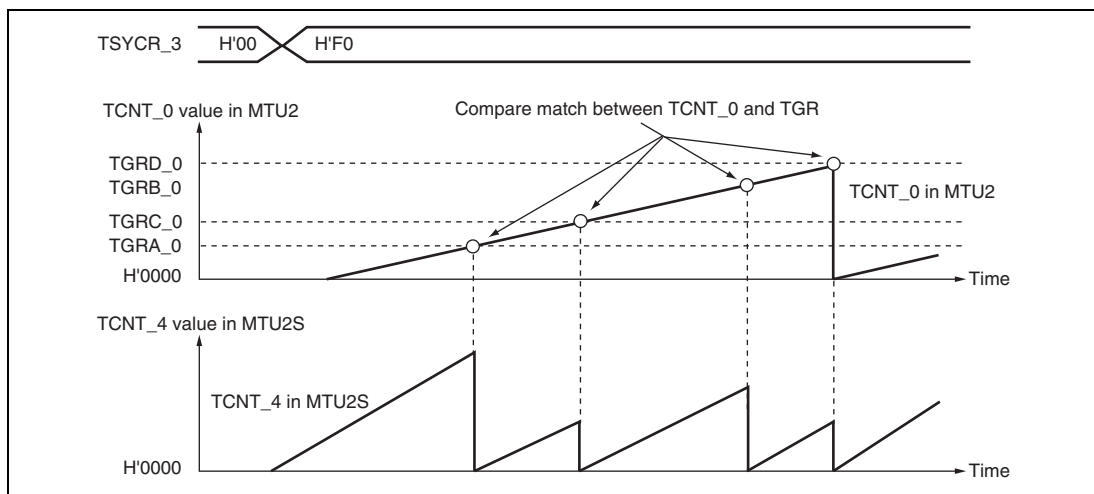 TSYCR_3 H'00 H'F0
TCNT_0 value in MTU2
Compare match between TCNT_0 and TGR
TGRD_0
TGRB_0
TCNT_0 in MTU2
TGRC_0
TGRA_0
H'0000
Time
TCNT_4 value in MTU2S
TCNT_4 in MTU2S
H'0000
Time